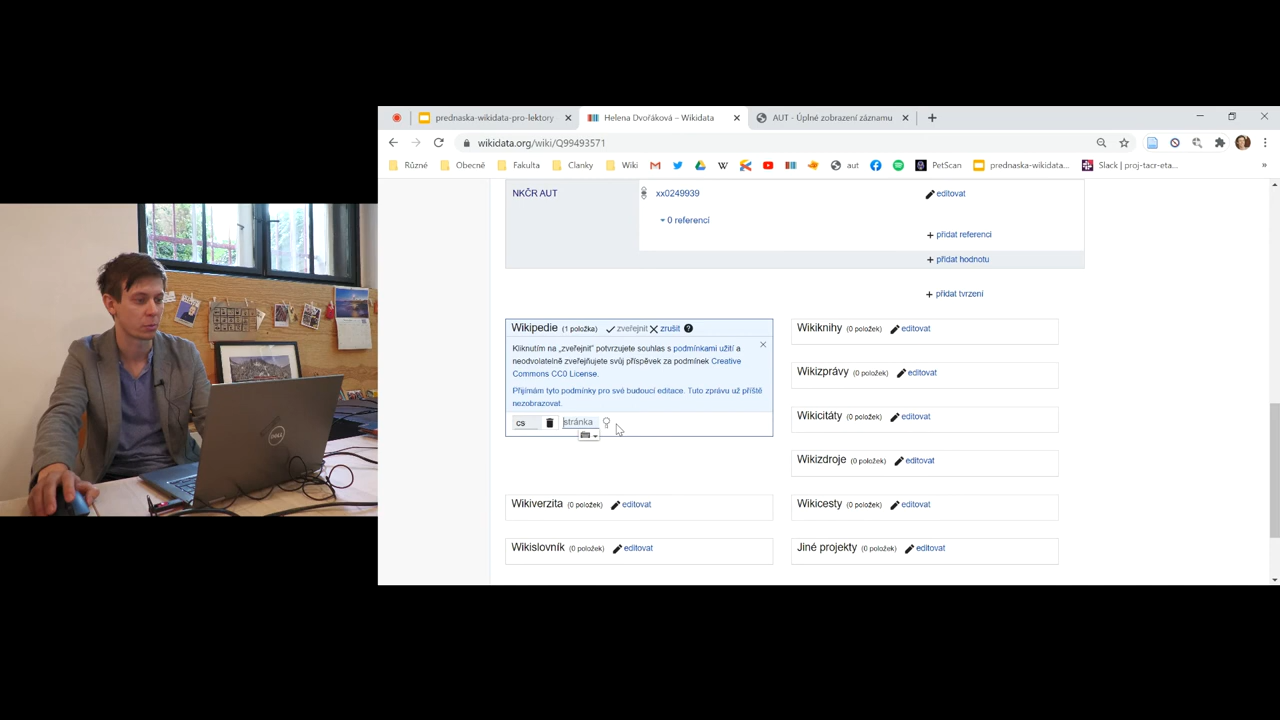 prednaska-wikidata-pro-lektory
Helena Dvořáková – Wikidata
AUT - Úplné zobrazení záznamu
wikidata.org/wiki/Q99493571
Různé
Obecně
Fakulta
Clanky
Wiki
aut
PetScan
prednaska-wikidata...
Slack | proj-tacr-eta...
»
NKČR AUT
xx0249939
editovat
0 referencí
+ přidat referenci
+ přidat hodnotu
+ přidat tvrzení
Wikipedie (1 položka) zveřejnit zrušit
Kliknutím na „zveřejnit“ potvrzujete souhlas s podmínkami užití a
neodvolatelně zveřejňujete svůj příspěvek za podmínek Creative
Commons CC0 License.
Přijímám tyto podmínky pro své budoucí editace. Tuto zprávu už příště
nezobrazovat.
cs stránka
Wikiverzita (0 položek) editovat
Wikislovník (0 položek) editovat
Wikiknihy (0 položek) editovat
Wikizprávy (0 položek) editovat
Wikicitáty (0 položek) editovat
Wikizdroje (0 položek) editovat
Wikicesty (0 položek) editovat
Jiné projekty (0 položek) editovat
DELL